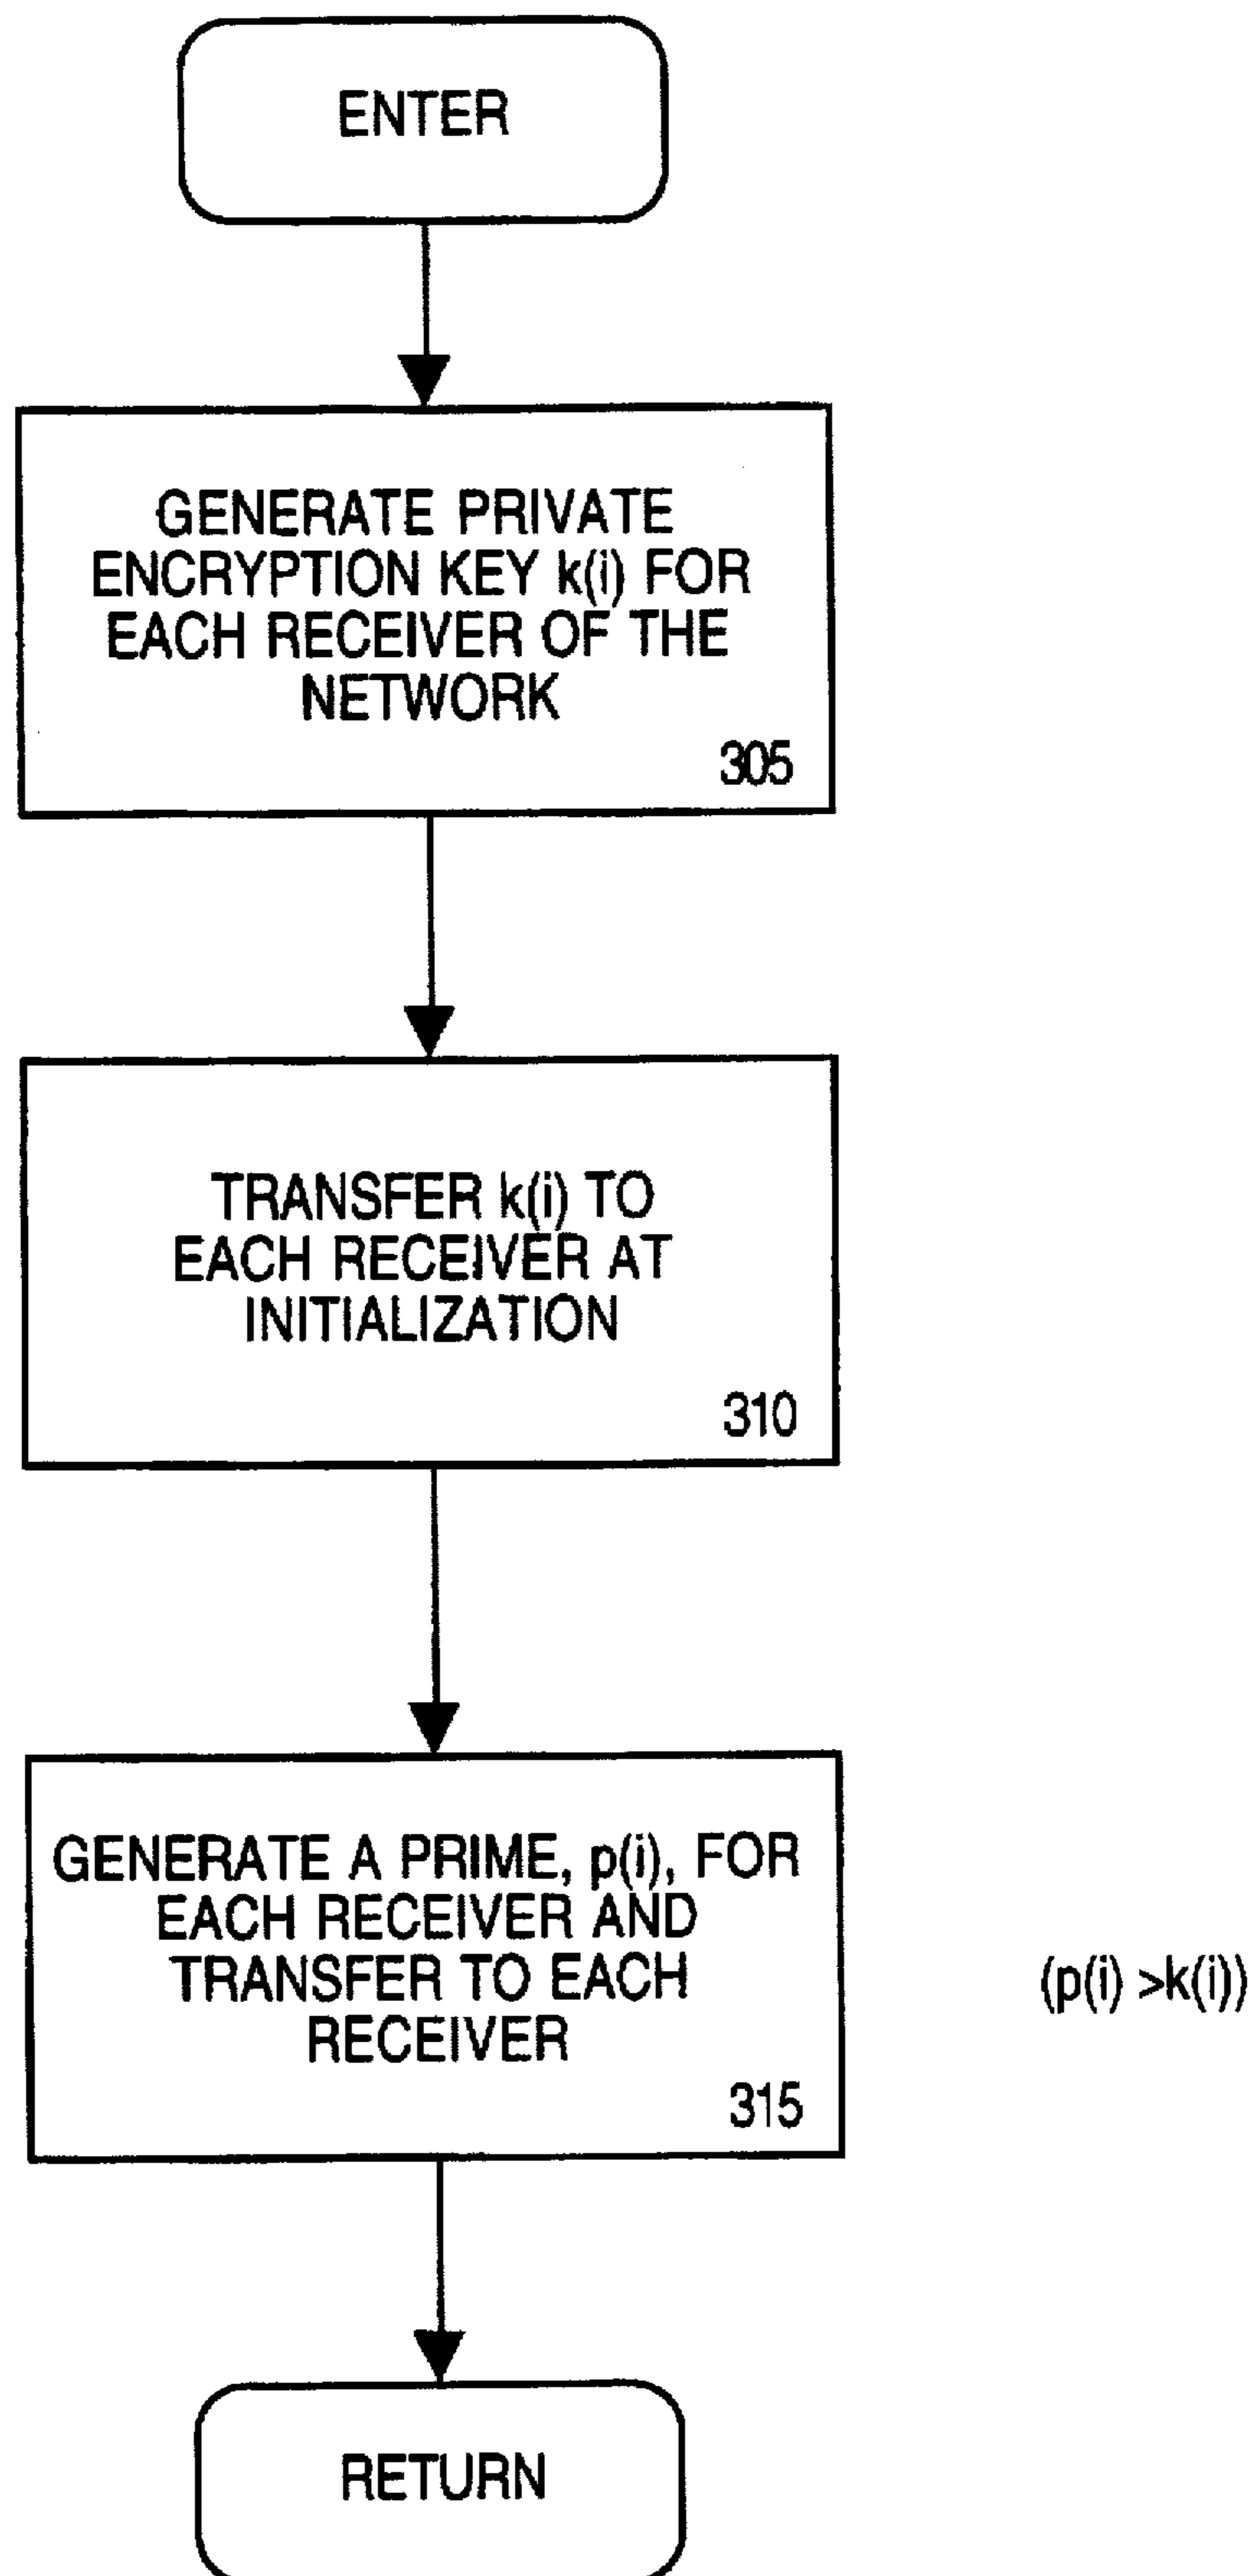 ENTER
GENERATE PRIVATE
ENCRYPTION KEY k(i) FOR
EACH RECEIVER OF THE
NETWORK
305
TRANSFER k(i) TO
EACH RECEIVER AT
INITIALIZATION
310
GENERATE A PRIME, p(i), FOR
EACH RECEIVER AND
TRANSFER TO EACH
RECEIVER
315
(p(i) >k(i))
RETURN